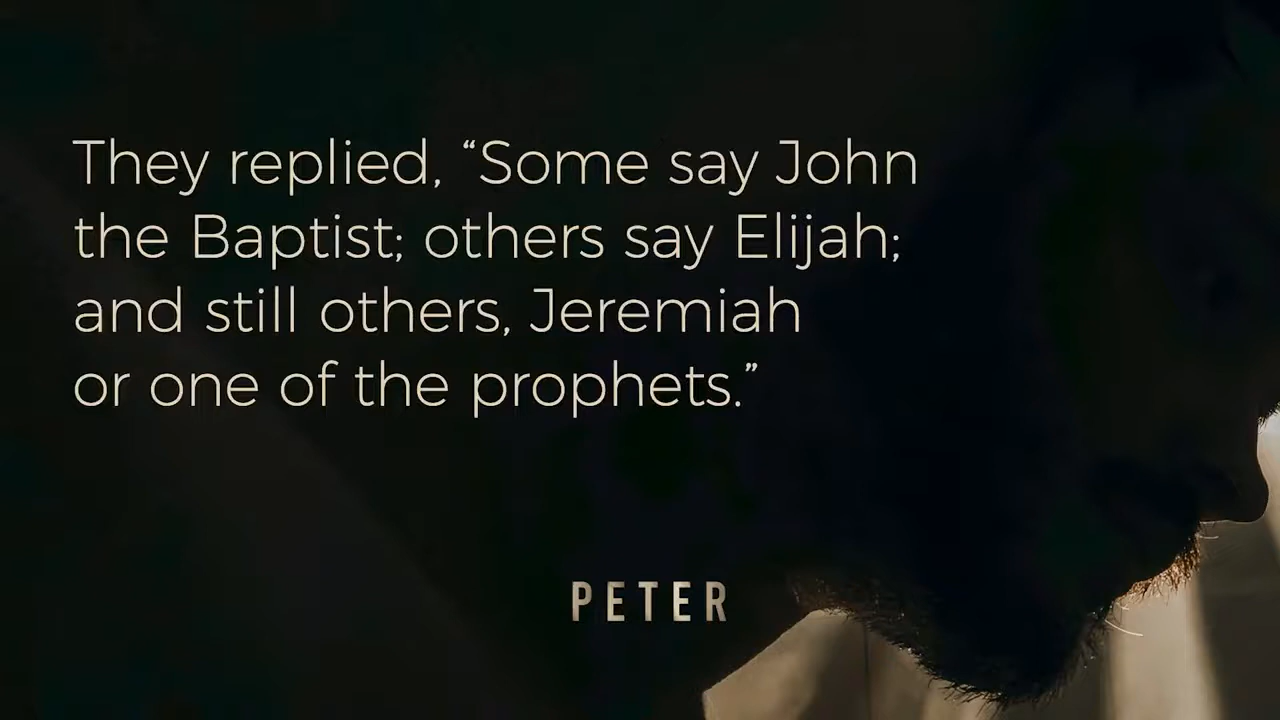 They replied, “Some say John
the Baptist; others say Elijah;
and still others, Jeremiah
or one of the prophets.”
PETER